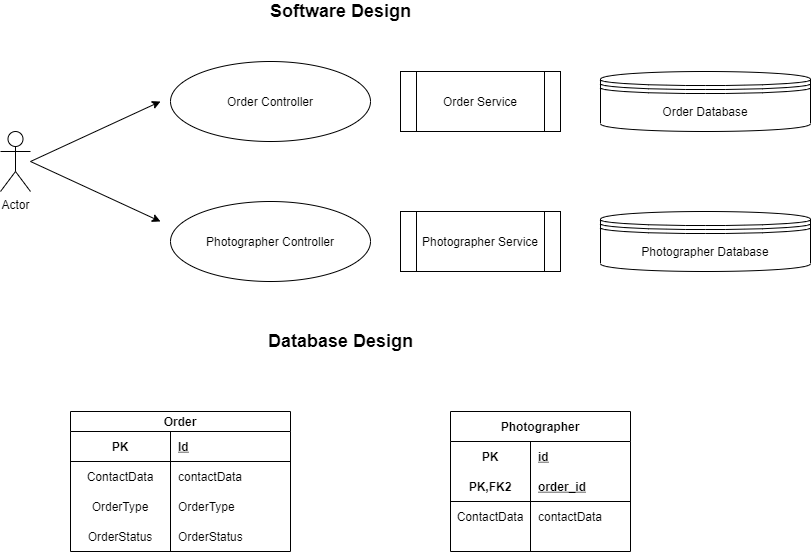 Software Design
Order Controller
Order Service
Order Database
Actor
Photographer Controller
Photographer Service
Photographer Database
Database Design
Order
PK Id
ContactData contactData
OrderType OrderType
OrderStatus OrderStatus
Photographer
PK id
PK,FK2 order_id
ContactData contactData